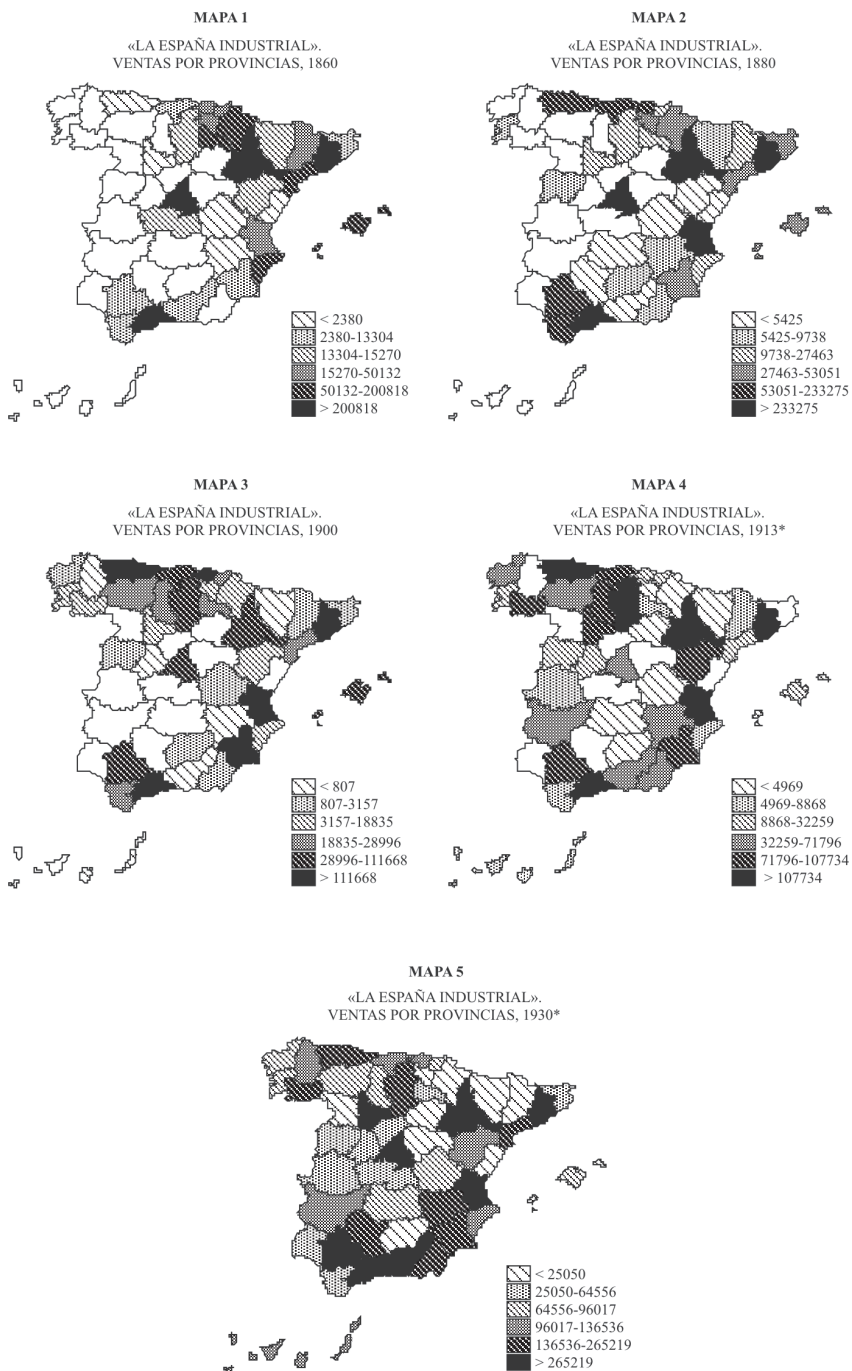 MAPA 1
«LA ESPAÑA INDUSTRIAL».
VENTAS POR PROVINCIAS, 1860
< 2380
2380-13304
13304-15270
15270-50132
50132-200818
> 200818
MAPA 2
«LA ESPAÑA INDUSTRIAL».
VENTAS POR PROVINCIAS, 1880
< 5425
5425-9738
9738-27463
27463-53051
53051-233275
> 233275
MAPA 3
«LA ESPAÑA INDUSTRIAL».
VENTAS POR PROVINCIAS, 1900
< 807
807-3157
3157-18835
18835-28996
28996-111668
> 111668
MAPA 4
«LA ESPAÑA INDUSTRIAL».
VENTAS POR PROVINCIAS, 1913*
< 4969
4969-8868
8868-32259
32259-71796
71796-107734
> 107734
MAPA 5
«LA ESPAÑA INDUSTRIAL».
VENTAS POR PROVINCIAS, 1930*
< 25050
25050-64556
64556-96017
96017-136536
136536-265219
> 265219